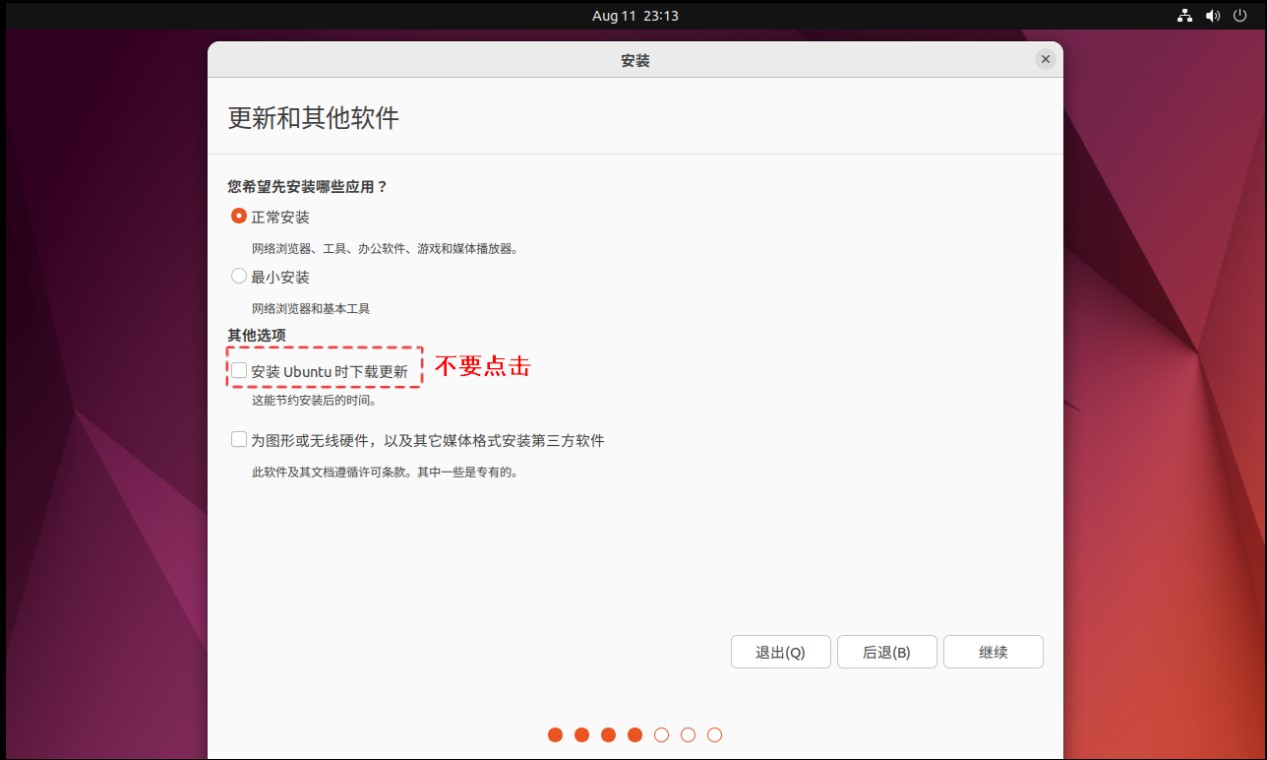 Aug 11 23:13
安装
更新和其他软件
您希望先安装哪些应用？
正常安装
网络浏览器、工具、办公软件、游戏和媒体播放器。
最小安装
网络浏览器和基本工具
其他选项
安装 Ubuntu 时下载更新 不要点击
这能节约安装后的时间。
为图形或无线硬件，以及其它媒体格式安装第三方软件
此软件及其文档遵循许可条款。其中一些是专有的。
退出(Q) 后退(B) 继续